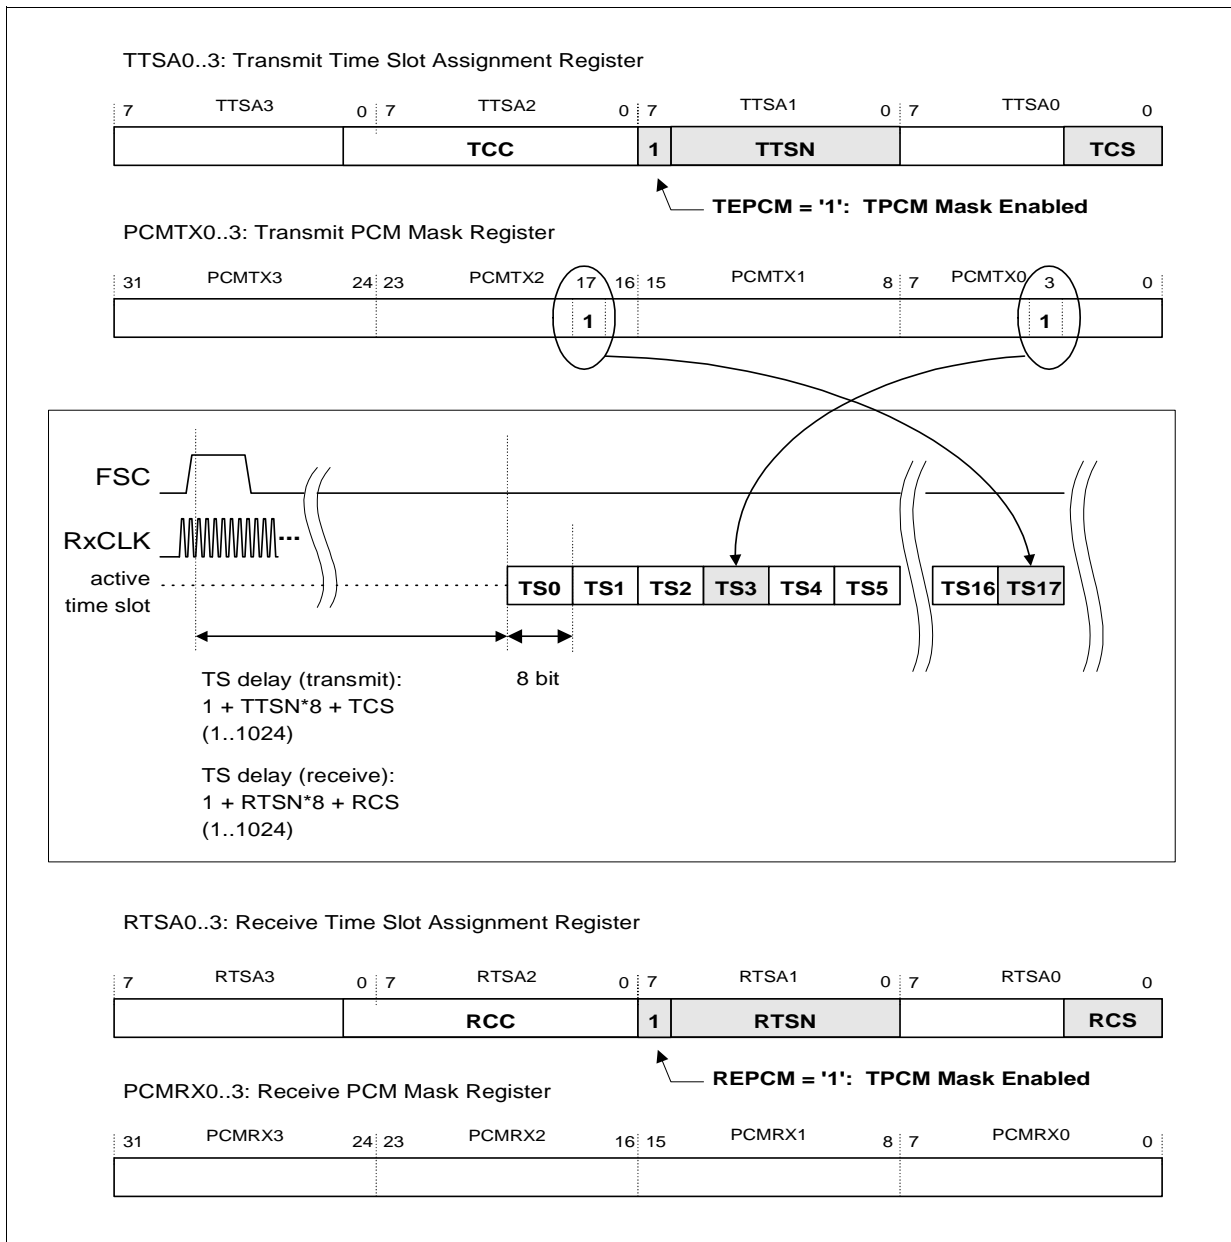 TTSA0..3: Transmit Time Slot Assignment Register
7 TTSA3 0 7 TTSA2 0 7 TTSA1 0 7 TTSA0 0
TCC 1 TTSN TCS
TEPCM = '1': TPCM Mask Enabled
PCMTX0..3: Transmit PCM Mask Register
31 PCMTX3 24 23 PCMTX2 17 16 15 PCMTX1 8 7 PCMTX0 3 0
1 1
FSC
RxCLK
active
time slot
TS0 TS1 TS2 TS3 TS4 TS5 TS16 TS17
TS delay (transmit):
1 + TTSN*8 + TCS
(1..1024)
8 bit
TS delay (receive):
1 + RTSN*8 + RCS
(1..1024)
RTSA0..3: Receive Time Slot Assignment Register
7 RTSA3 0 7 RTSA2 0 7 RTSA1 0 7 RTSA0 0
RCC 1 RTSN RCS
REPCM = '1': TPCM Mask Enabled
PCMRX0..3: Receive PCM Mask Register
31 PCMRX3 24 23 PCMRX2 16 15 PCMRX1 8 7 PCMRX0 0